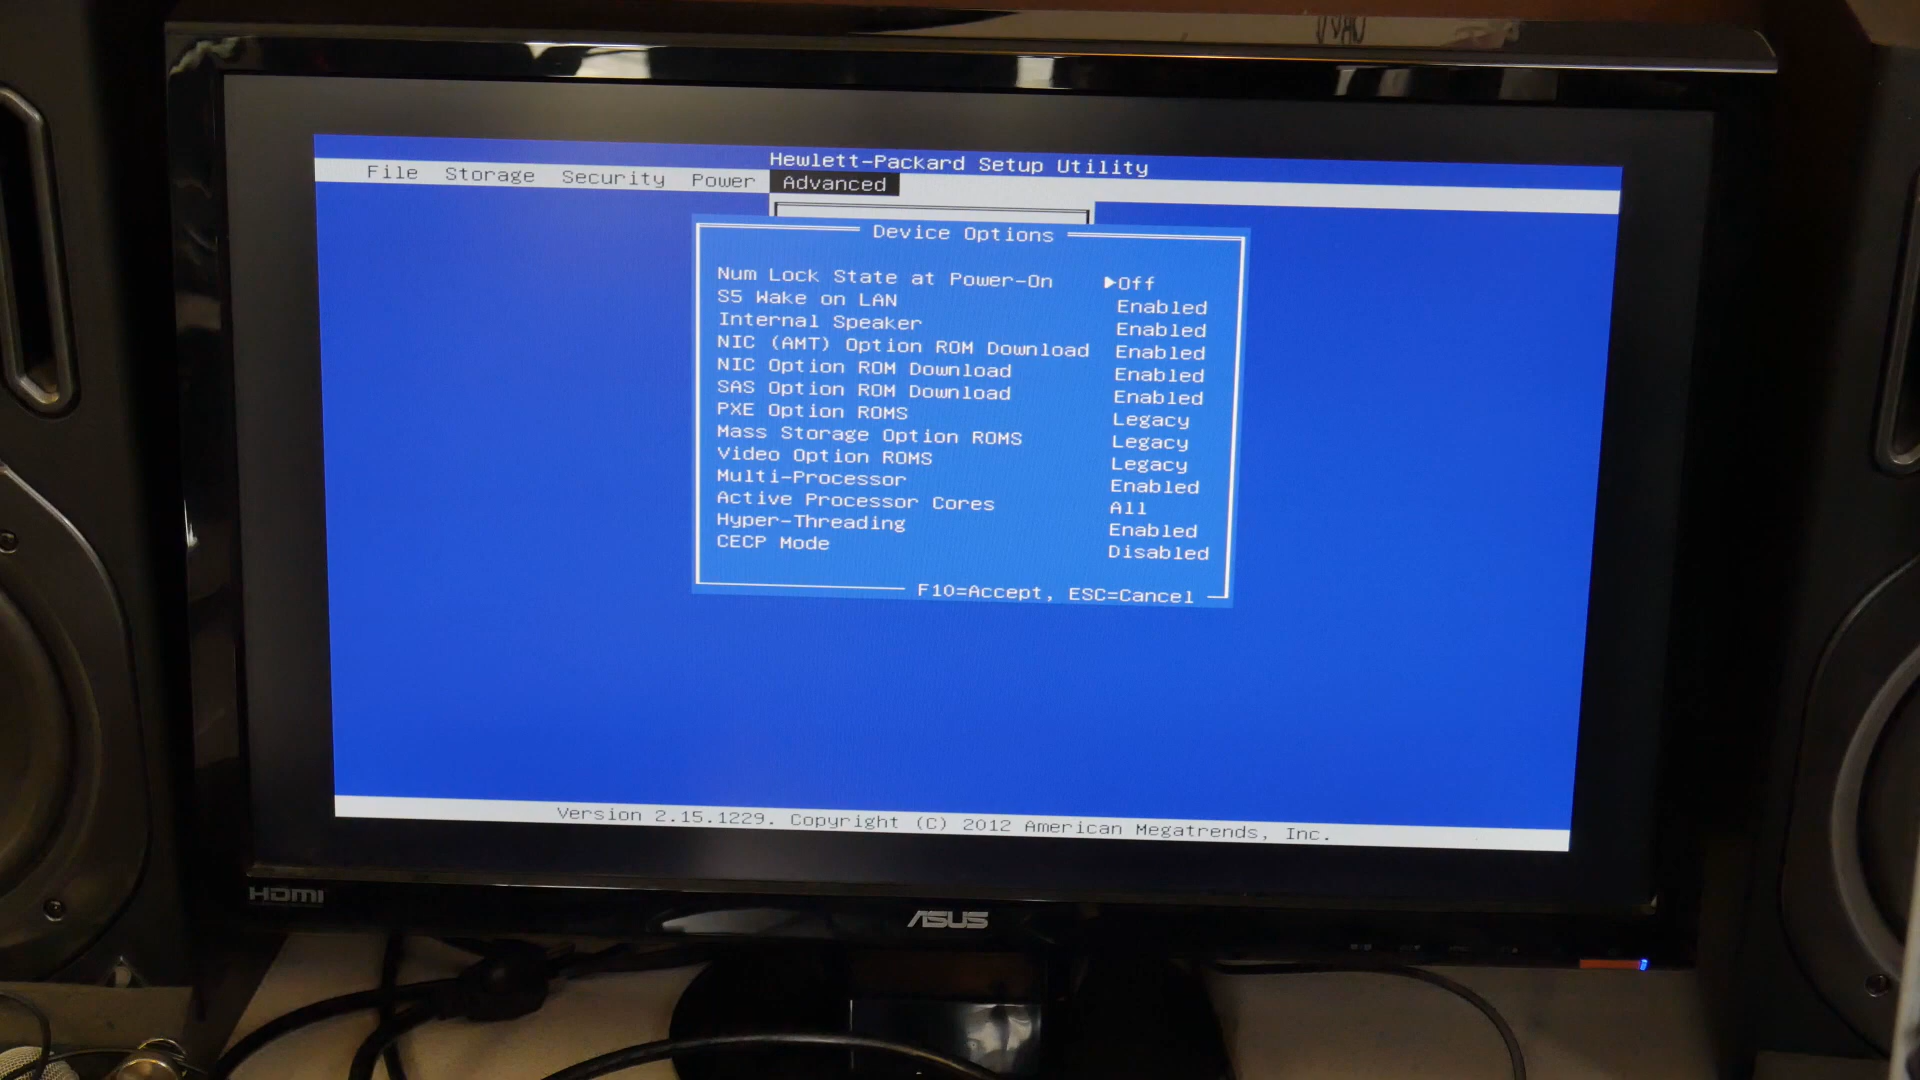 Hewlett-Packard Setup Utility
File Storage Security Power Advanced
Device Options
Num Lock State at Power-On ▶Off
S5 Wake on LAN Enabled
Internal Speaker Enabled
NIC (AMT) Option ROM Download Enabled
NIC Option ROM Download Enabled
SAS Option ROM Download Enabled
PXE Option ROMS Legacy
Mass Storage Option ROMS Legacy
Video Option ROMS Legacy
Multi-Processor Enabled
Active Processor Cores All
Hyper-Threading Enabled
CECP Mode Disabled
F10=Accept, ESC=Cancel
Version 2.15.1229. Copyright (C) 2012 American Megatrends, Inc.
HDMI
ASUS